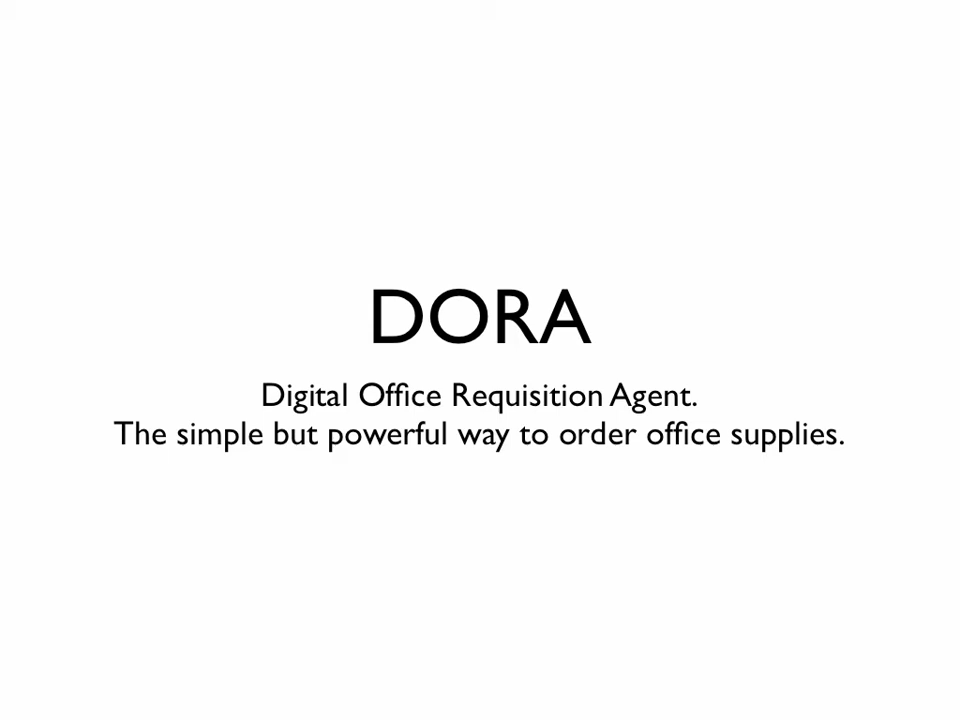 DORA
Digital Office Requisition Agent.
The simple but powerful way to order office supplies.